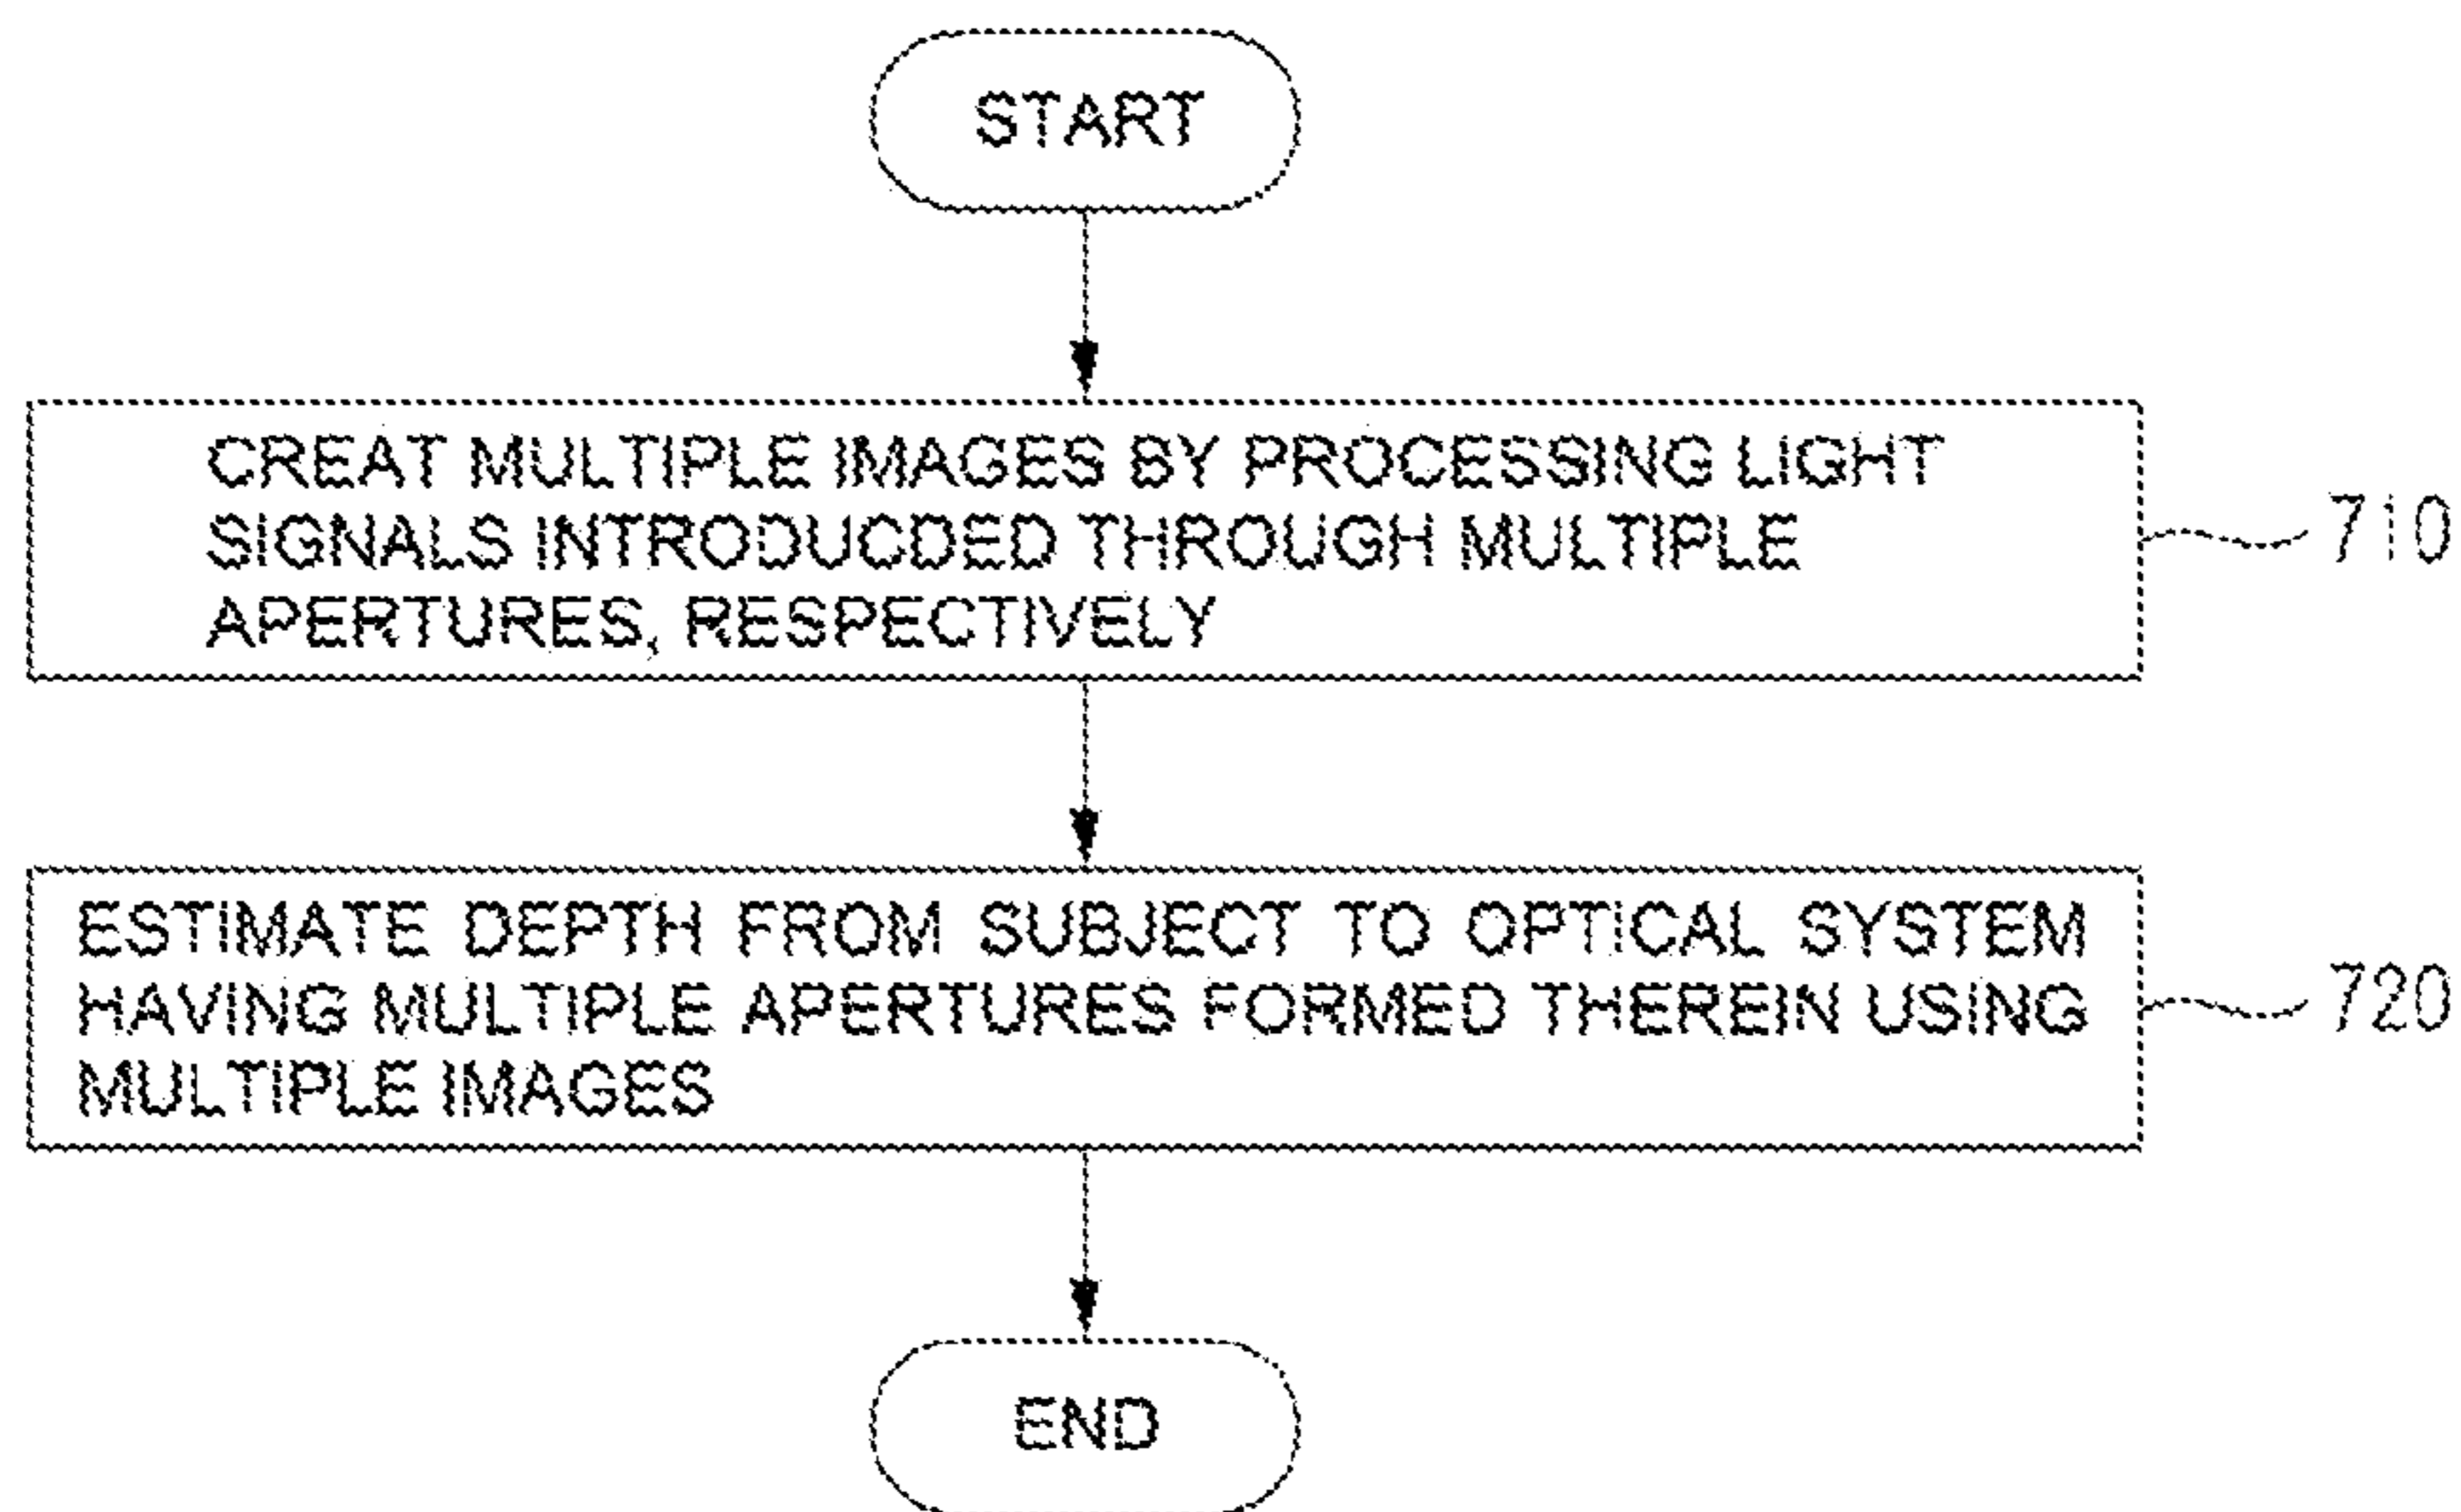 START
CREAT MULTIPLE IMAGES BY PROCESSING LIGHT
SIGNALS INTRODUCDED THROUGH MULTIPLE
APERTURES, RESPECTIVELY
710
ESTIMATE DEPTH FROM SUBJECT TO OPTICAL SYSTEM
HAVING MULTIPLE APERTURES FORMED THEREIN USING
MULTIPLE IMAGES
720
END